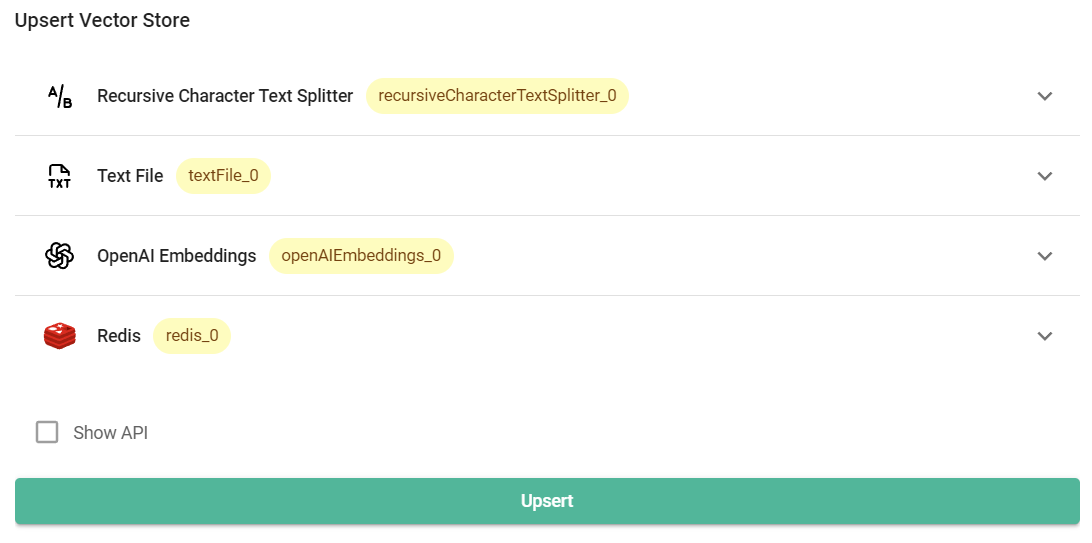 Upsert Vector Store
A/B Recursive Character Text Splitter recursiveCharacterTextSplitter_0
TXT Text File textFile_0
OpenAI Embeddings openAIEmbeddings_0
Redis redis_0
Show API
Upsert